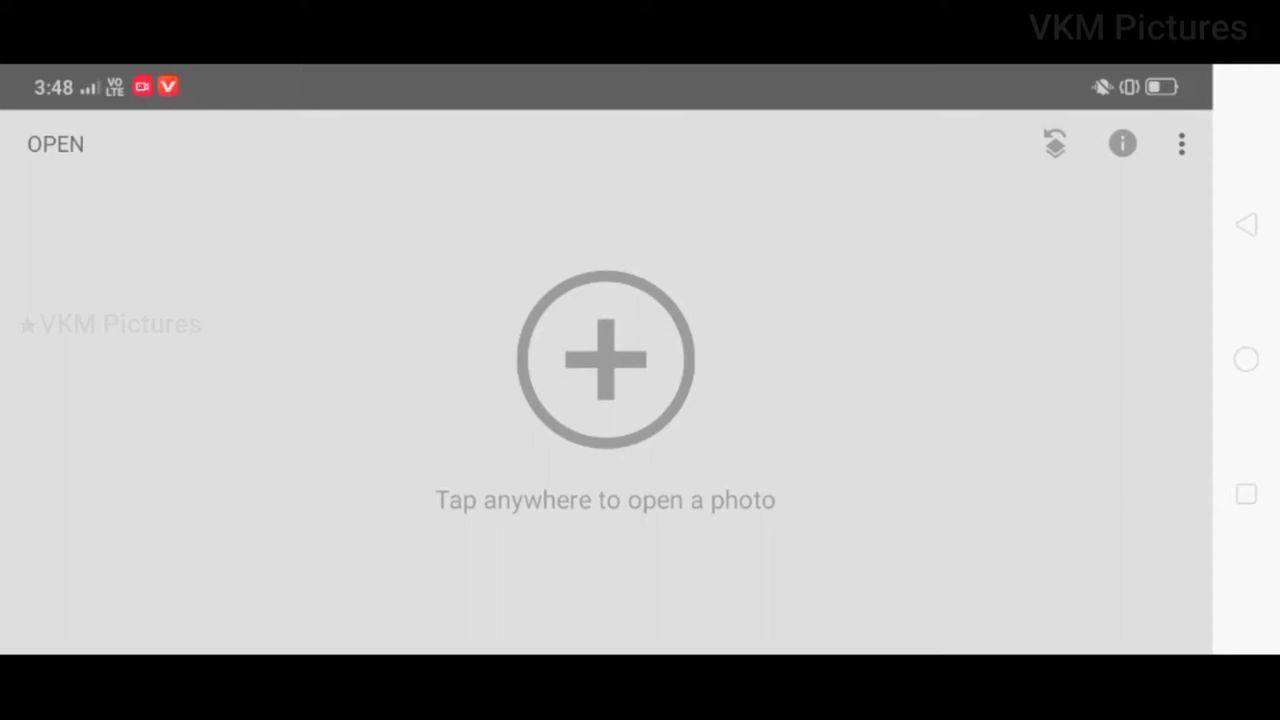 VKM Pictures
3:48 VO LTE
OPEN
★VKM Pictures
Tap anywhere to open a photo